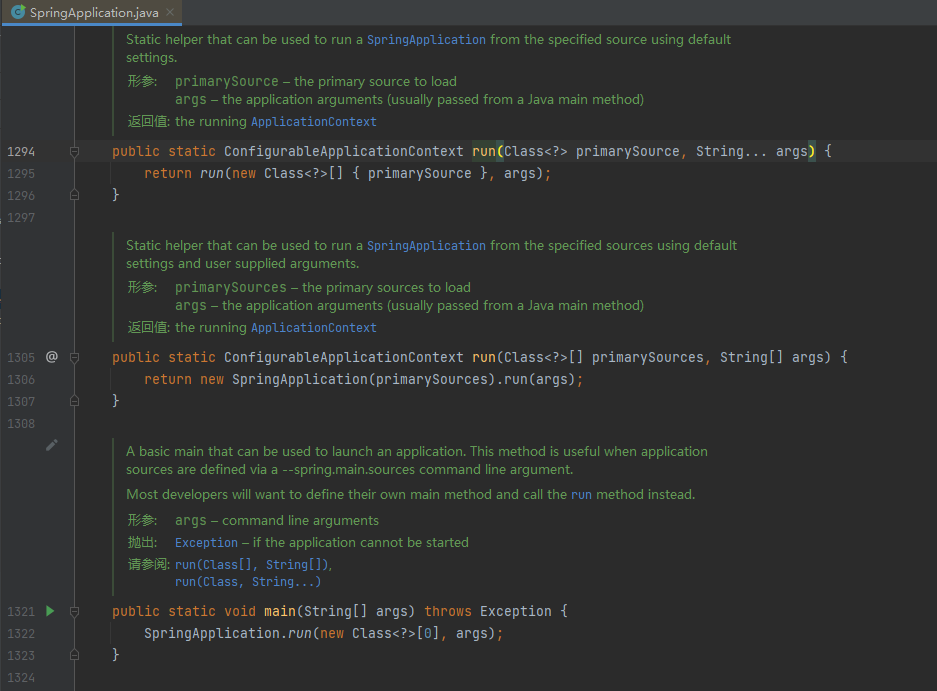 SpringApplication.java
Static helper that can be used to run a SpringApplication from the specified source using default
settings.
形参: primarySource – the primary source to load
args – the application arguments (usually passed from a Java main method)
返回值: the running ApplicationContext
1294 public static ConfigurableApplicationContext run(Class<?> primarySource, String... args) {
1295 return run(new Class<?>[] { primarySource }, args);
1296 }
1297
Static helper that can be used to run a SpringApplication from the specified sources using default
settings and user supplied arguments.
形参: primarySources – the primary sources to load
args – the application arguments (usually passed from a Java main method)
返回值: the running ApplicationContext
1305 @ public static ConfigurableApplicationContext run(Class<?>[] primarySources, String[] args) {
1306 return new SpringApplication(primarySources).run(args);
1307 }
1308
A basic main that can be used to launch an application. This method is useful when application
sources are defined via a --spring.main.sources command line argument.
Most developers will want to define their own main method and call the run method instead.
形参: args – command line arguments
抛出: Exception – if the application cannot be started
请参阅: run(Class[], String[]),
run(Class, String...)
1321 public static void main(String[] args) throws Exception {
1322 SpringApplication.run(new Class<?>[0], args);
1323 }
1324